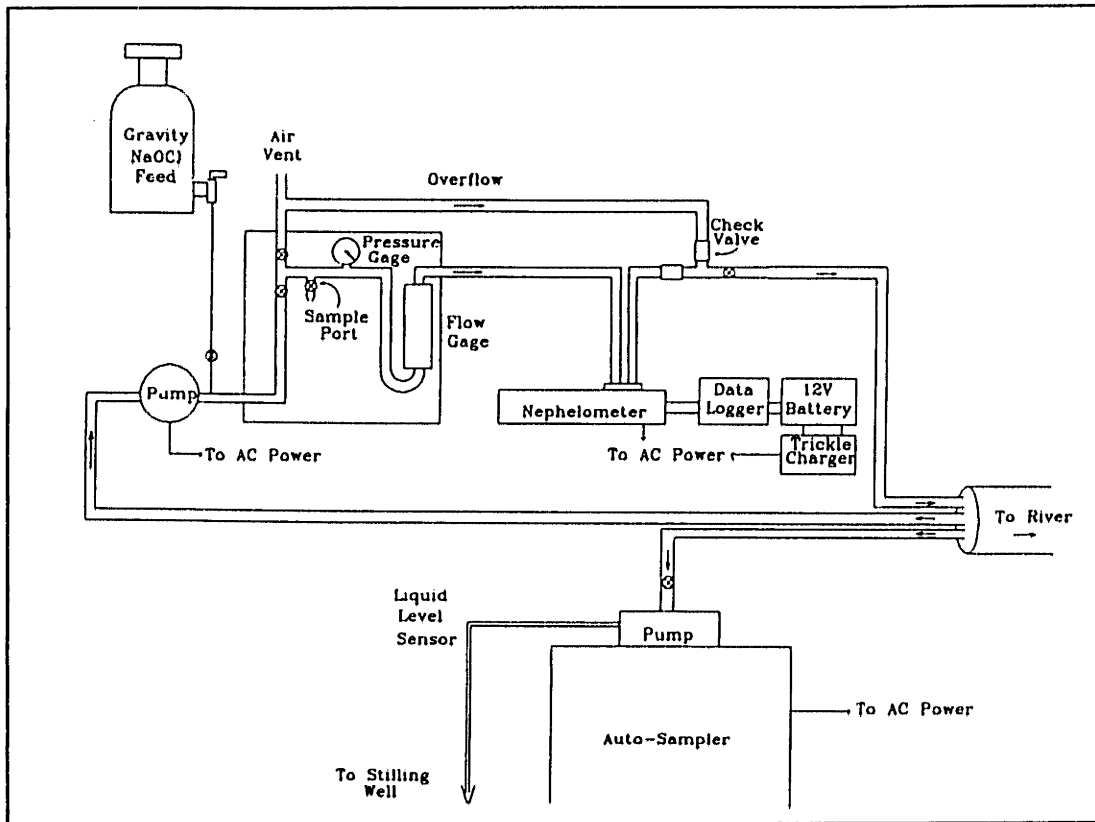 Gravity
NaOCl
Feed
Air
Vent
Overflow
Check
Valve
Pressure
Gage
Sample
Port
Flow
Gage
Pump
To AC Power
Nephelometer
Data
Logger
12V
Battery
To AC Power
Trickle
Charger
To River
Liquid
Level
Sensor
Pump
To AC Power
Auto-Sampler
To Stilling
Well